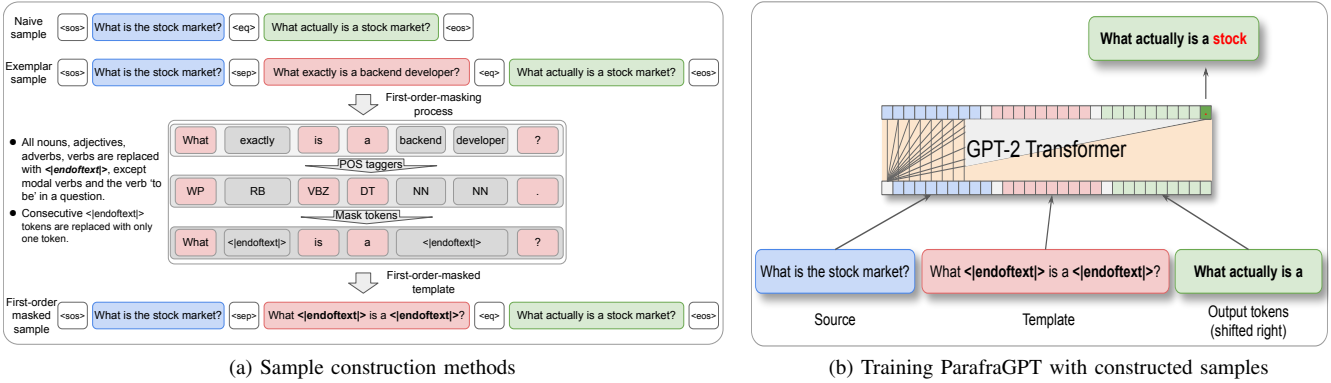 Naive sample
<sos> What is the stock market? <eq> What actually is a stock market? <eos>
Exemplar sample
<sos> What is the stock market? <sep> What exactly is a backend developer? <eq> What actually is a stock market? <eos>
First-order-masking process
What exactly is a backend developer ?
POS taggers
WP RB VBZ DT NN NN .
Mask tokens
What <|endoftext|> is a <|endoftext|> ?
● All nouns, adjectives,
adverbs, verbs are replaced
with <|endoftext|>, except
modal verbs and the verb ‘to
be’ in a question.
● Consecutive <|endoftext|>
tokens are replaced with only
one token.
First-order-masked
template
First-order masked sample
<sos> What is the stock market? <sep> What <|endoftext|> is a <|endoftext|>? <eq> What actually is a stock market? <eos>
(a) Sample construction methods
What actually is a stock
GPT-2 Transformer
What is the stock market? What <|endoftext|> is a <|endoftext|>? What actually is a
Source Template Output tokens
(shifted right)
(b) Training ParafraGPT with constructed samples